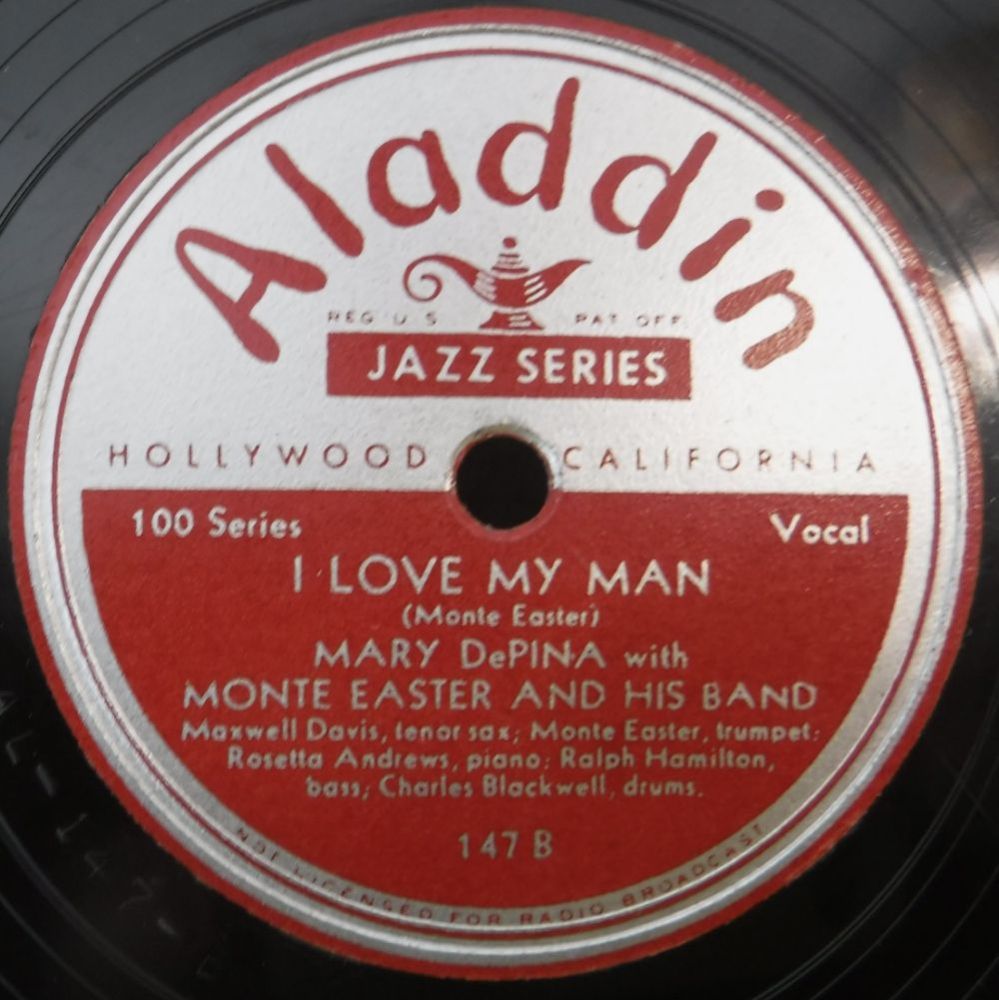 Aladdin
REG U S PAT OFF
JAZZ SERIES
HOLLYWOOD CALIFORNIA
100 Series Vocal
I LOVE MY MAN
(Monte Easter)
MARY DePINA with
MONTE EASTER AND HIS BAND
Maxwell Davis, tenor sax; Monte Easter, trumpet;
Rosetta Andrews, piano; Ralph Hamilton,
bass; Charles Blackwell, drums.
147 B
NOT LICENSED FOR RADIO BROADCAST